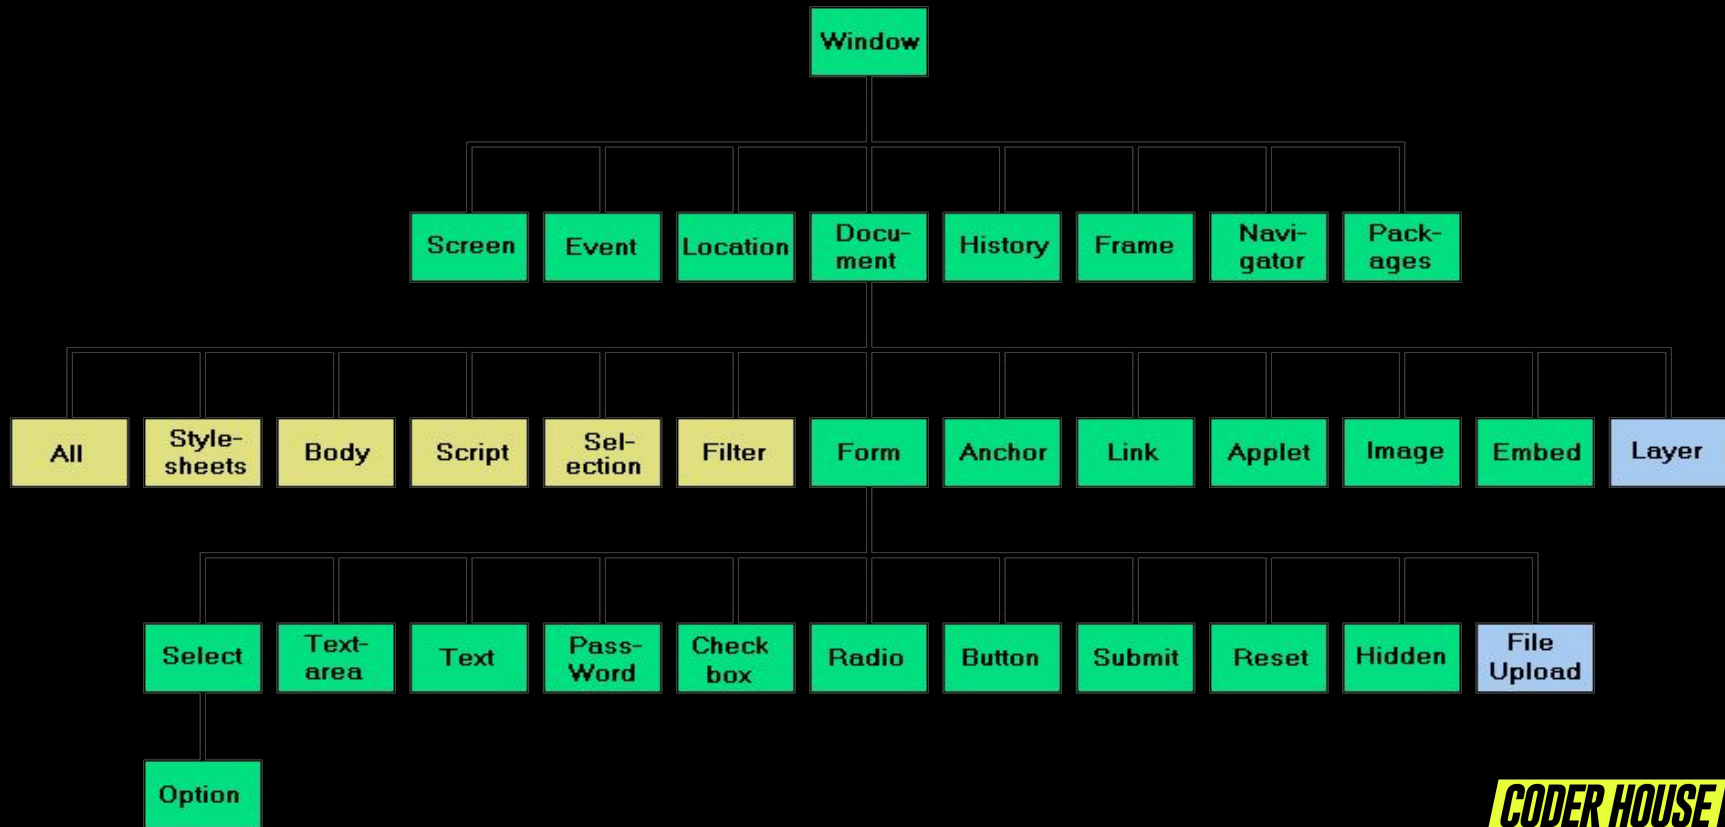 Window
Screen
Event
Location
Docu-
ment
History
Frame
Navi-
gator
Pack-
ages
All
Style-
sheets
Body
Script
Sel-
ection
Filter
Form
Anchor
Link
Applet
Image
Embed
Layer
Select
Text-
area
Text
Pass-
Word
Check
box
Radio
Button
Submit
Reset
Hidden
File
Upload
Option
CODER HOUSE